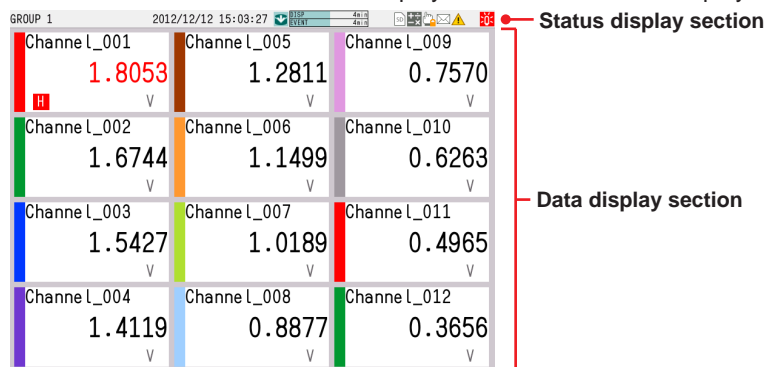 GROUP 1 2012/12/12 15:03:27 DISP 4min
EVENT 4min
SD
Status display section
Channel_001 Channel_005 Channel_009
1.8053 1.2811 0.7570
H V V V
Channel_002 Channel_006 Channel_010
1.6744 1.1499 0.6263
V V V
Data display section
Channel_003 Channel_007 Channel_011
1.5427 1.0189 0.4965
V V V
Channel_004 Channel_008 Channel_012
1.4119 0.8877 0.3656
V V V